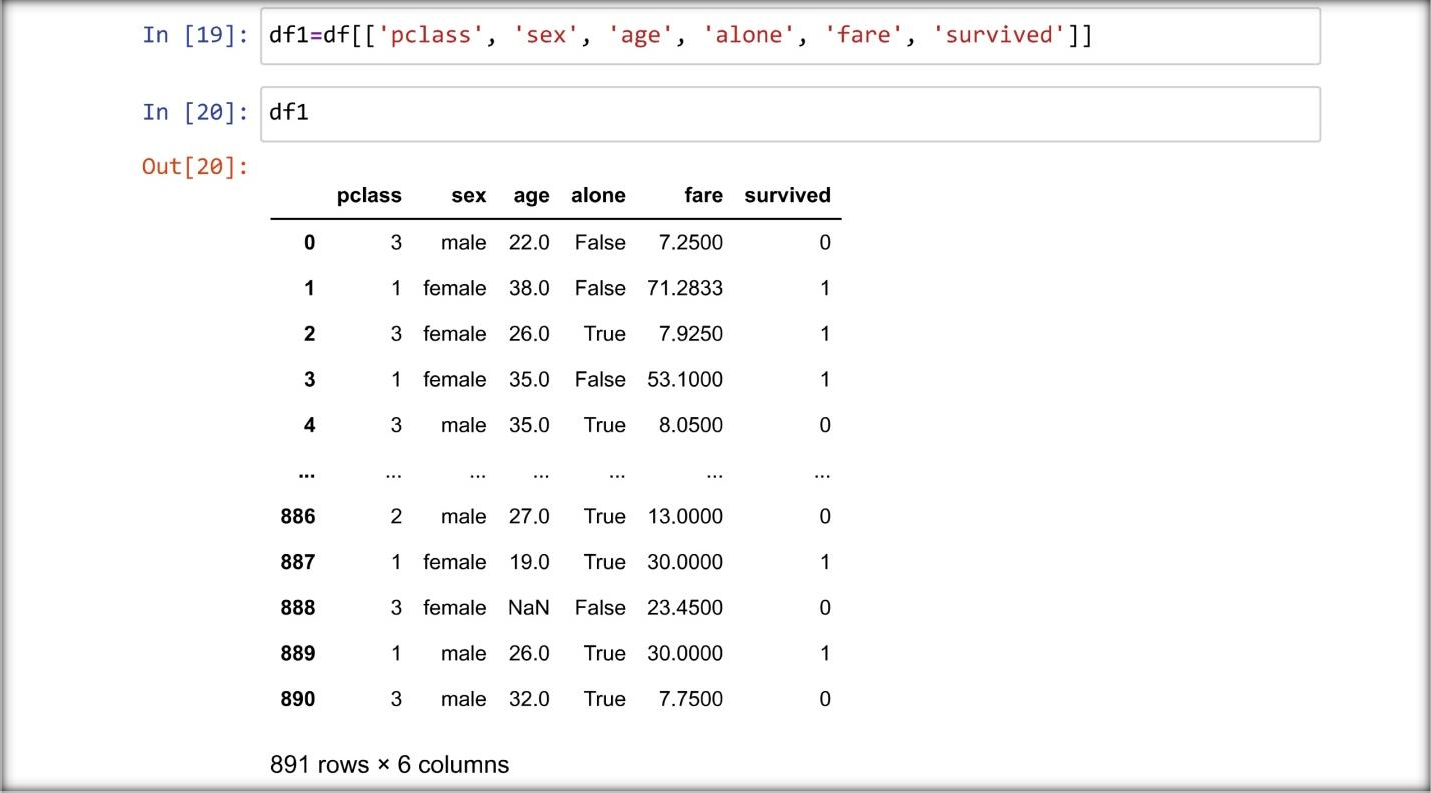 In [19]: df1=df[['pclass', 'sex', 'age', 'alone', 'fare', 'survived']]
In [20]: df1
Out[20]:
pclass sex age alone fare survived
0 3 male 22.0 False 7.2500 0
1 1 female 38.0 False 71.2833 1
2 3 female 26.0 True 7.9250 1
3 1 female 35.0 False 53.1000 1
4 3 male 35.0 True 8.0500 0
... ... ... ... ... ... ...
886 2 male 27.0 True 13.0000 0
887 1 female 19.0 True 30.0000 1
888 3 female NaN False 23.4500 0
889 1 male 26.0 True 30.0000 1
890 3 male 32.0 True 7.7500 0
891 rows × 6 columns